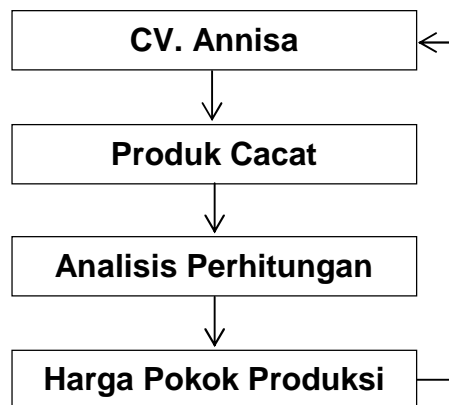 CV. Annisa
Produk Cacat
Analisis Perhitungan
Harga Pokok Produksi